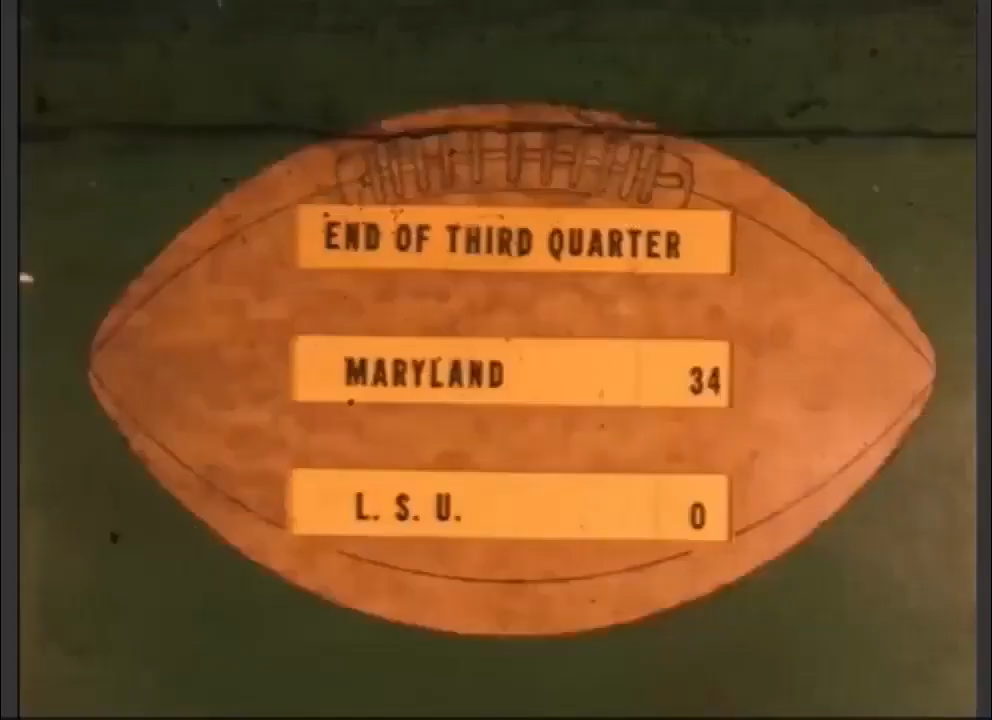 END OF THIRD QUARTER
MARYLAND 34
L. S. U. 0